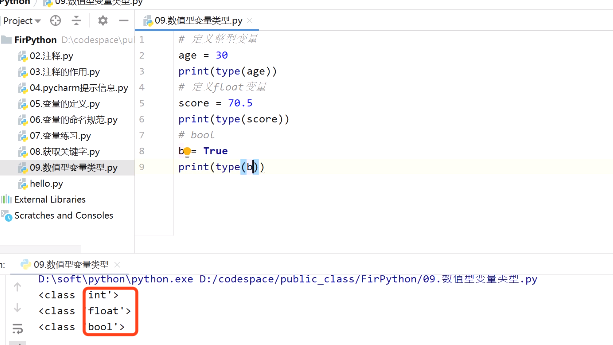 Python 09.数值型变量类型.py
Project
09.数值型变量类型.py
FirPython D:\codespace\pu
02.注释.py
03.注释的作用.py
04.pycharm提示信息.py
05.变量的定义.py
06.变量的命名规范.py
07.变量练习.py
08.获取关键字.py
09.数值型变量类型.py
hello.py
External Libraries
Scratches and Consoles
1 # 定义整型变量
2 age = 30
3 print(type(age))
4 # 定义float变量
5 score = 70.5
6 print(type(score))
7 # bool
8 b = True
9 print(type(b))
09.数值型变量类型
D:\soft\python\python.exe D:/codespace/public_class/FirPython/09.数值型变量类型.py
<class 'int'>
<class 'float'>
<class 'bool'>